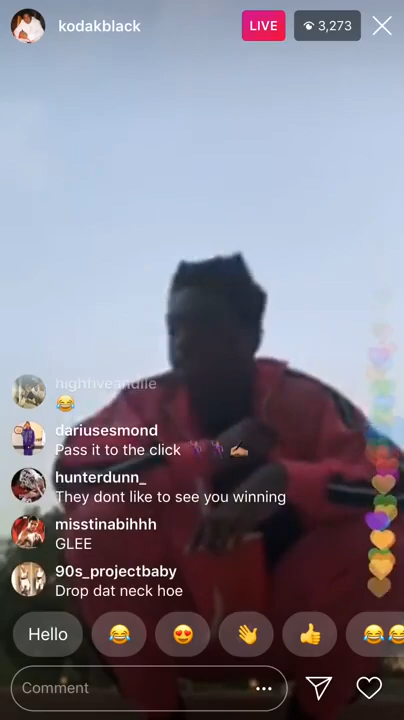 kodakblack
LIVE
3,273
highfiveandlle
😂
dariusesmond
Pass it to the click
hunterdunn_
They dont like to see you winning
misstinabihhh
GLEE
90s_projectbaby
Drop dat neck hoe
Hello
Comment